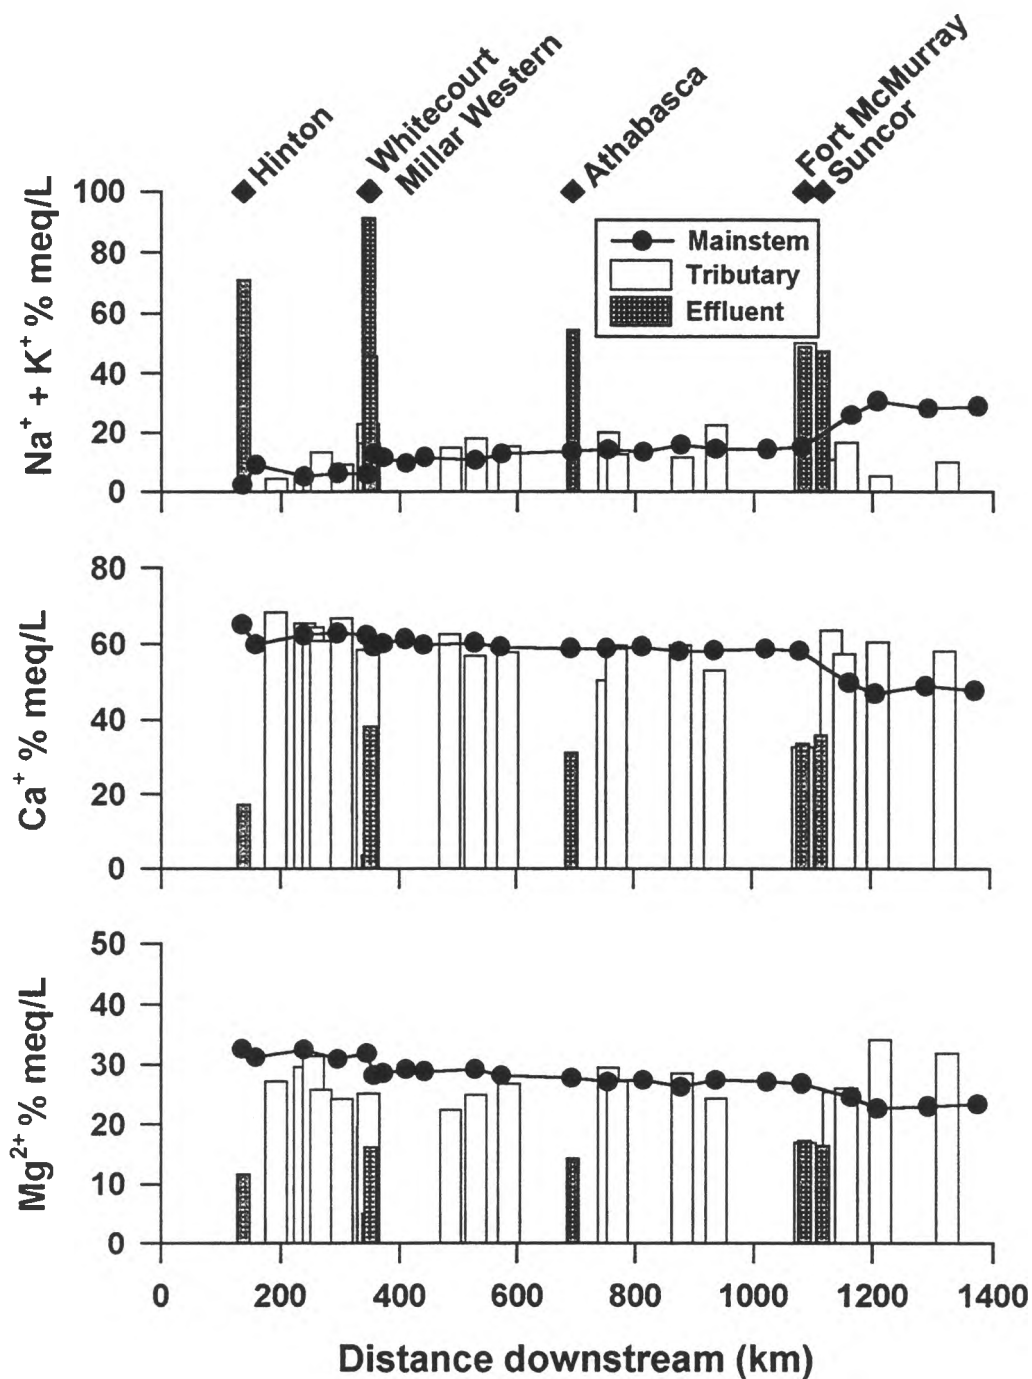 Hinton
Whitecourt
Millar Western
Athabasca
Fort McMurray
Suncor
Na⁺ + K⁺ % meq/L
100
80
60
40
20
0
Mainstem
Tributary
Effluent
Ca⁺ % meq/L
80
60
40
20
0
Mg²⁺ % meq/L
50
40
30
20
10
0
0 200 400 600 800 1000 1200 1400
Distance downstream (km)